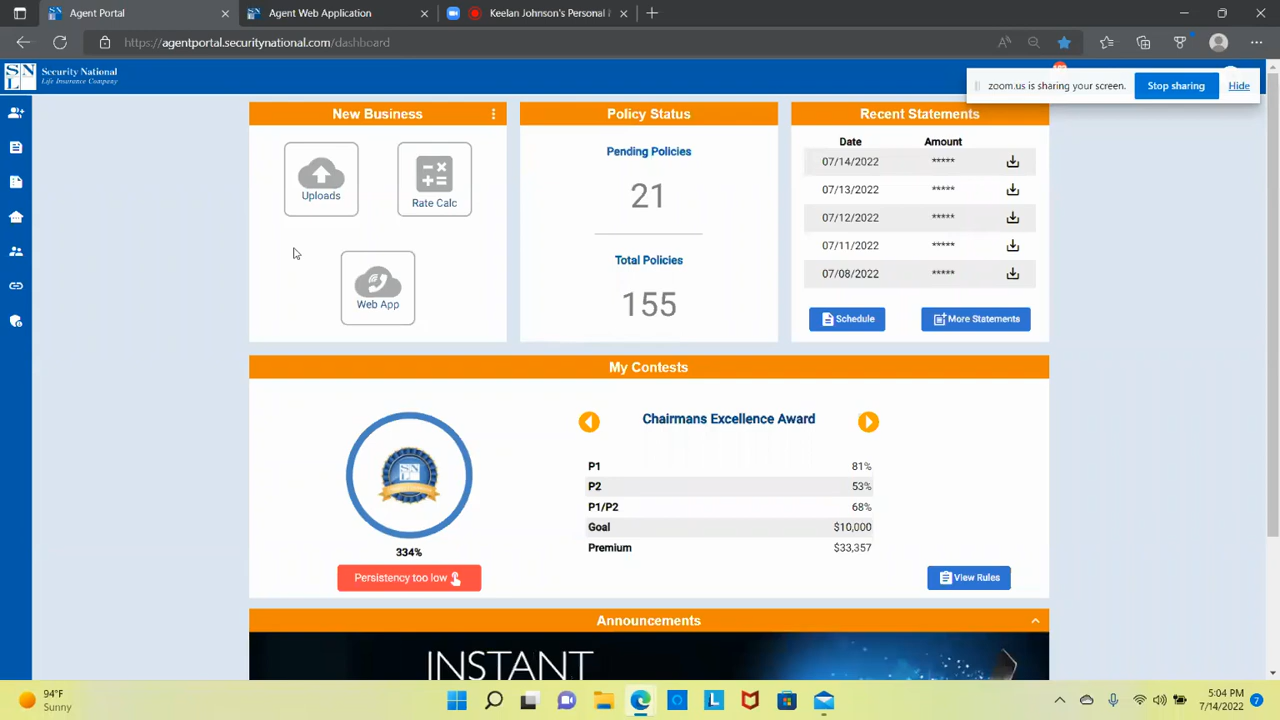 Agent Portal
Agent Web Application
Keelan Johnson's Personal
https://agentportal.securitynational.com/dashboard
SNL
Security National
Life Insurance Company
zoom.us is sharing your screen.
Stop sharing
Hide
New Business
Uploads
Rate Calc
Web App
Policy Status
Pending Policies
21
Total Policies
155
Recent Statements
Date Amount
07/14/2022 *****
07/13/2022 *****
07/12/2022 *****
07/11/2022 *****
07/08/2022 *****
Schedule
More Statements
My Contests
334%
Persistency too low
Chairmans Excellence Award
P1 81%
P2 53%
P1/P2 68%
Goal $10,000
Premium $33,357
View Rules
Announcements
INSTANT
94°F
Sunny
5:04 PM
7/14/2022
7